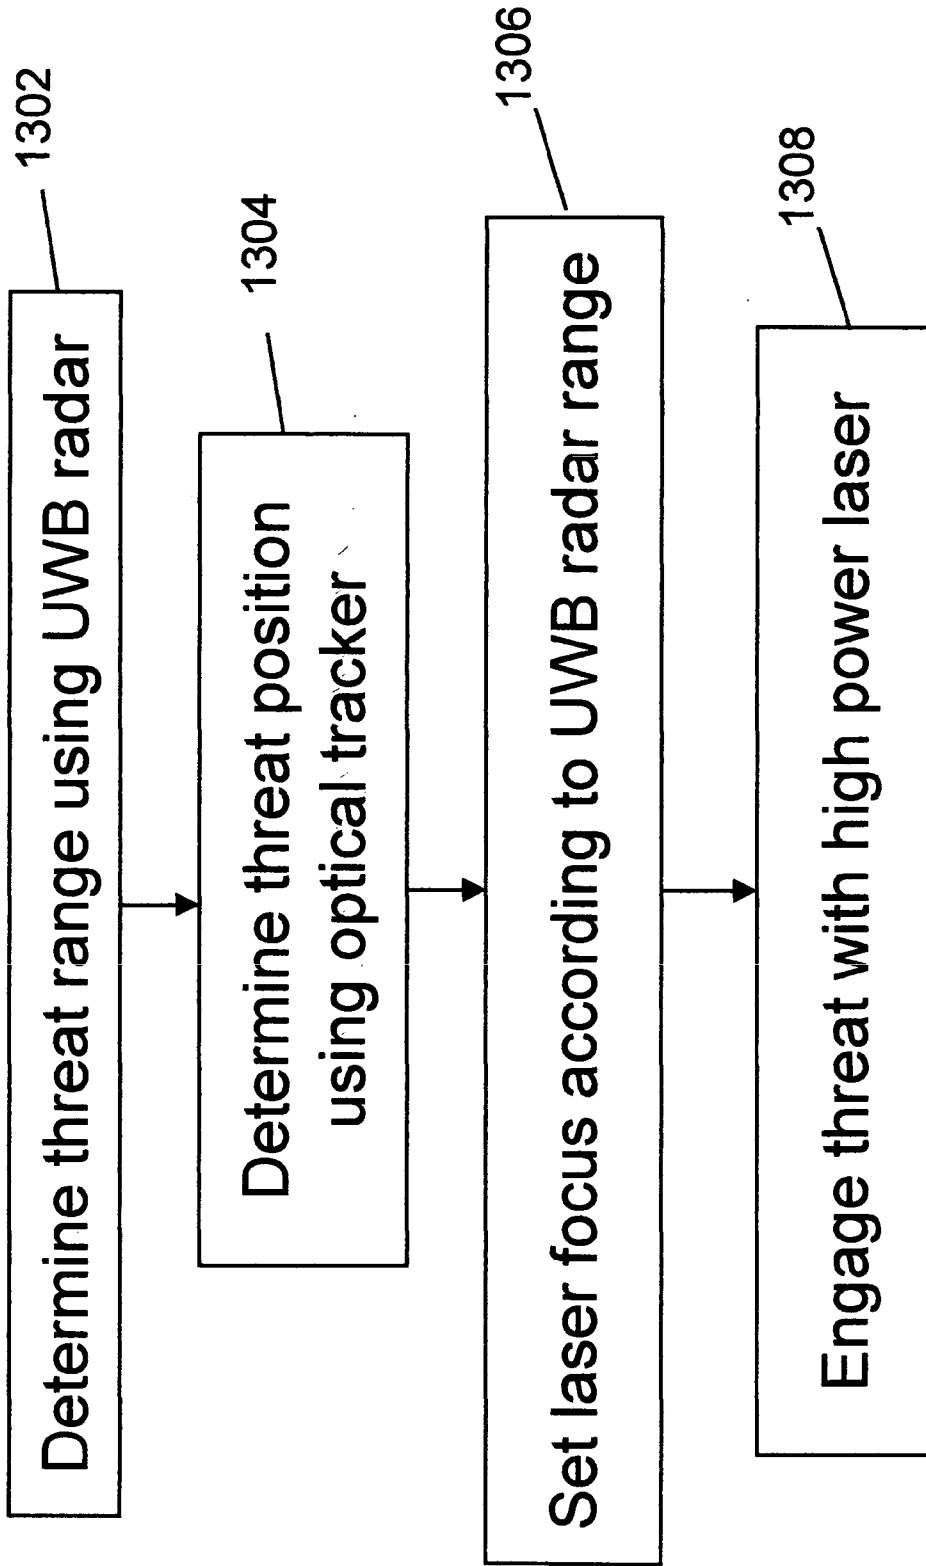 Determine threat range using UWB radar
1302
Determine threat position
using optical tracker
1304
Set laser focus according to UWB radar range
1306
Engage threat with high power laser
1308